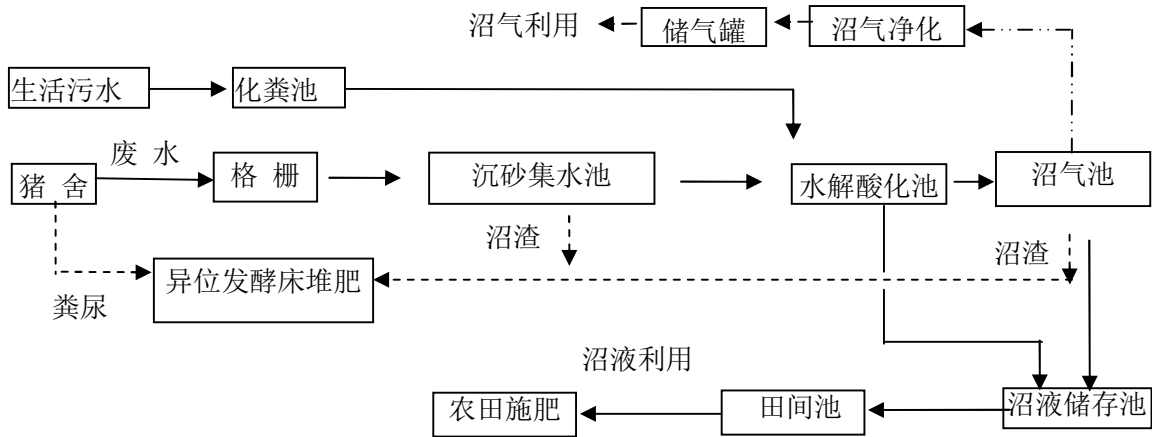 沼气利用
储气罐
沼气净化
生活污水
化粪池
废 水
猪 舍
格 栅
沉砂集水池
水解酸化池
沼气池
沼渣
沼渣
异位发酵床堆肥
粪尿
沼液利用
农田施肥
田间池
沼液储存池